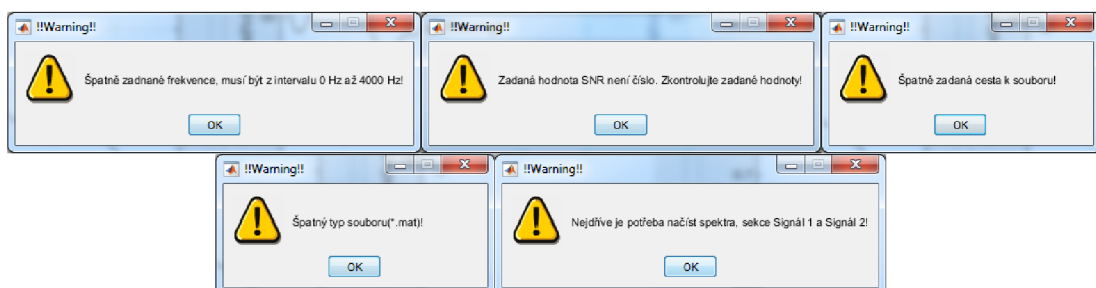 !!Warning!!
Špatně zadnané frekvence, musí být z intervalu 0 Hz až 4000 Hz!
OK
!!Warning!!
Zadaná hodnota SNR není číslo. Zkontrolujte zadané hodnoty!
OK
!!Warning!!
Špatně zadaná cesta k souboru!
OK
!!Warning!!
Špatný typ souboru(*.mat)!
OK
!!Warning!!
Nejdříve je potřeba načíst spektra, sekce Signál 1 a Signál 2!
OK